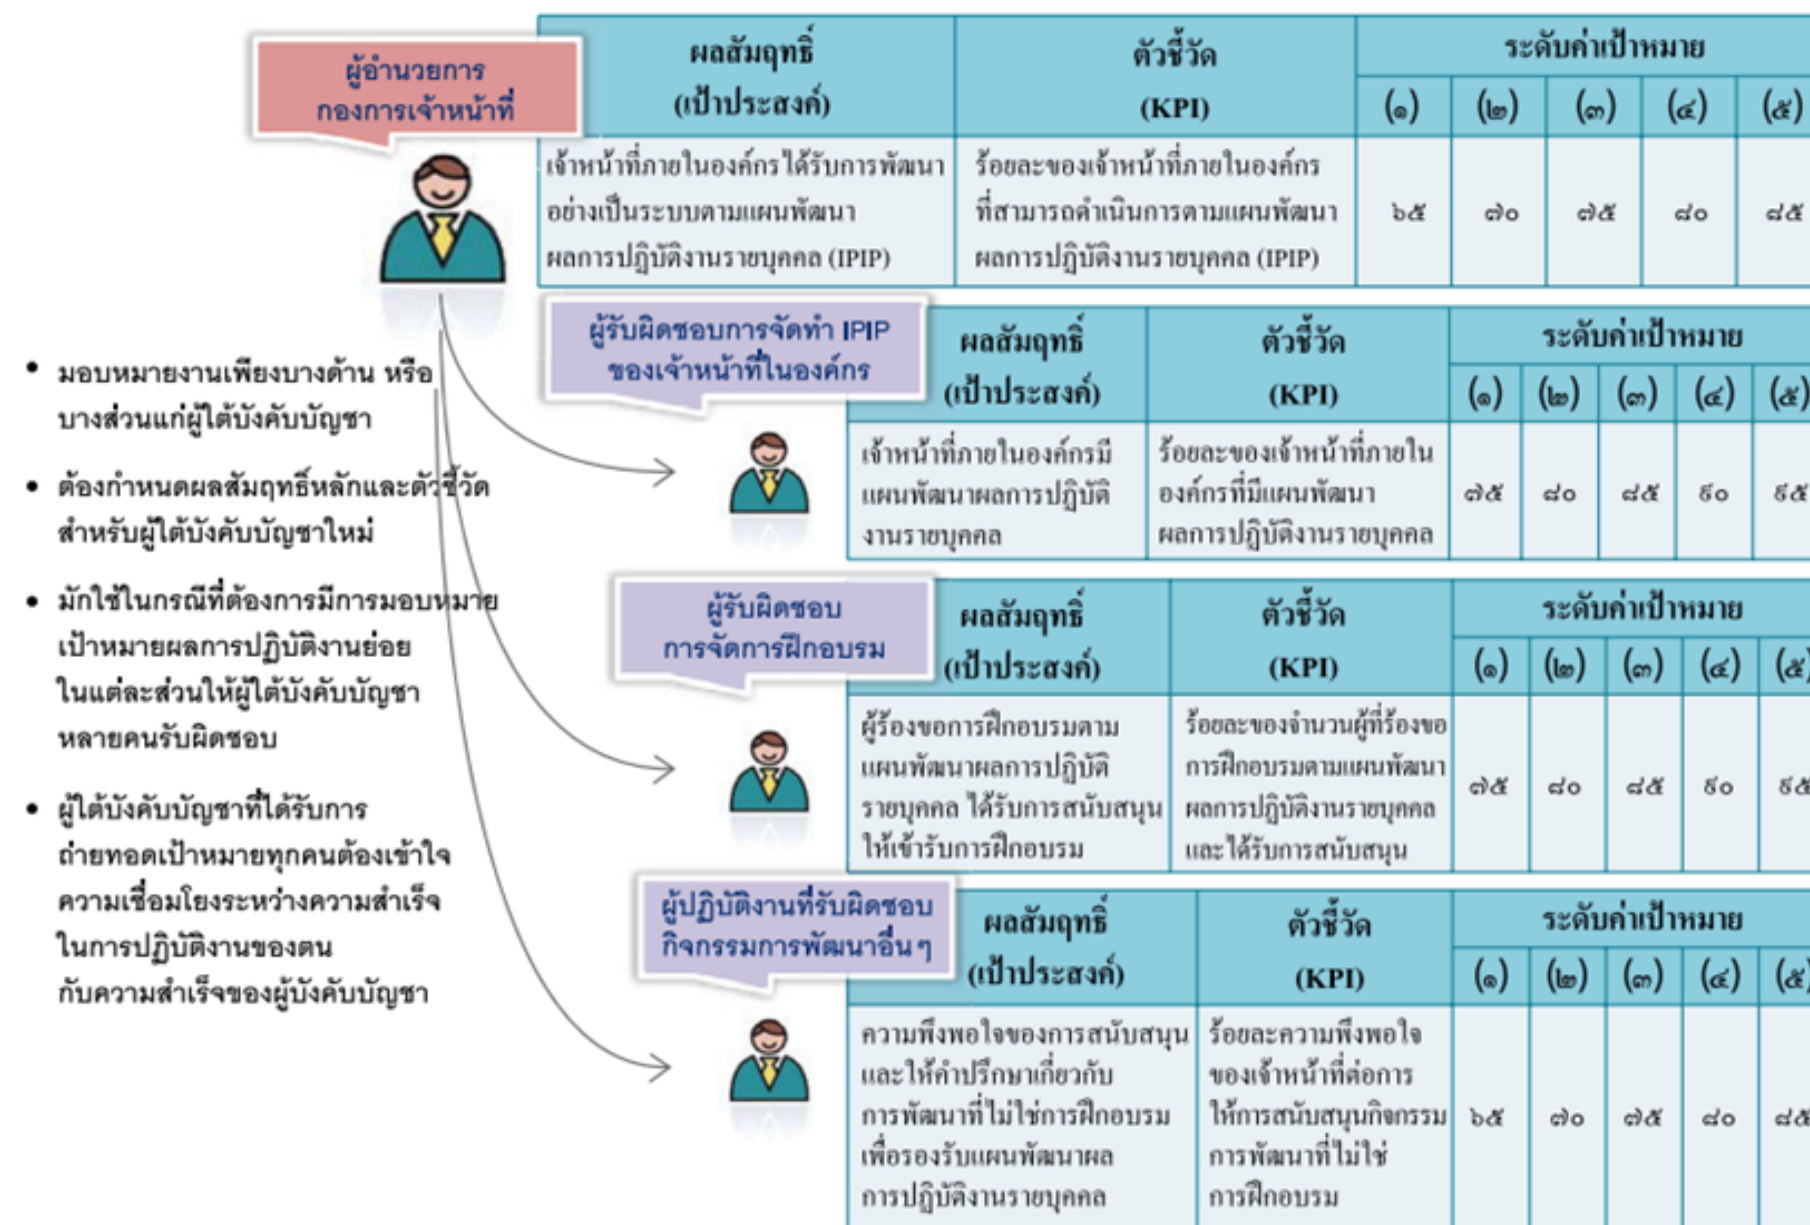 ผู้อำนวยการ
กองการเจ้าหน้าที่
ผลสัมฤทธิ์
(เป้าประสงค์)
ตัวชี้วัด
(KPI)
ระดับค่าเป้าหมาย
(๑) (๒) (๓) (๔) (๕)
เจ้าหน้าที่ภายในองค์กรได้รับการพัฒนา
อย่างเป็นระบบตามแผนพัฒนา
ผลการปฏิบัติงานรายบุคคล (IPIP)
ร้อยละของเจ้าหน้าที่ภายในองค์กร
ที่สามารถดำเนินการตามแผนพัฒนา
ผลการปฏิบัติงานรายบุคคล (IPIP)
๖๕ ๗๐ ๗๕ ๘๐ ๘๕
• มอบหมายงานเพียงบางด้าน หรือ
บางส่วนแก่ผู้ใต้บังคับบัญชา
• ต้องกำหนดผลสัมฤทธิ์หลักและตัวชี้วัด
สำหรับผู้ใต้บังคับบัญชาใหม่
• มักใช้ในกรณีที่ต้องการมีการมอบหมาย
เป้าหมายผลการปฏิบัติงานย่อย
ในแต่ละส่วนให้ผู้ใต้บังคับบัญชา
หลายคนรับผิดชอบ
• ผู้ใต้บังคับบัญชาที่ได้รับการ
ถ่ายทอดเป้าหมายทุกคนต้องเข้าใจ
ความเชื่อมโยงระหว่างความสำเร็จ
ในการปฏิบัติงานของตน
กับความสำเร็จของผู้บังคับบัญชา
ผู้รับผิดชอบการจัดทำ IPIP
ของเจ้าหน้าที่ในองค์กร
ผลสัมฤทธิ์
(เป้าประสงค์)
ตัวชี้วัด
(KPI)
ระดับค่าเป้าหมาย
(๑) (๒) (๓) (๔) (๕)
เจ้าหน้าที่ภายในองค์กรมี
แผนพัฒนาผลการปฏิบัติ
งานรายบุคคล
ร้อยละของเจ้าหน้าที่ภายใน
องค์กรที่มีแผนพัฒนา
ผลการปฏิบัติงานรายบุคคล
๗๕ ๘๐ ๘๕ ๙๐ ๙๕
ผู้รับผิดชอบ
การจัดการฝึกอบรม
ผลสัมฤทธิ์
(เป้าประสงค์)
ตัวชี้วัด
(KPI)
ระดับค่าเป้าหมาย
(๑) (๒) (๓) (๔) (๕)
ผู้ร้องขอการฝึกอบรมตาม
แผนพัฒนาผลการปฏิบัติ
รายบุคคล ได้รับการสนับสนุน
ให้เข้ารับการฝึกอบรม
ร้อยละของจำนวนผู้ที่ร้องขอ
การฝึกอบรมตามแผนพัฒนา
ผลการปฏิบัติงานรายบุคคล
และได้รับการสนับสนุน
๗๕ ๘๐ ๘๕ ๙๐ ๙๕
ผู้ปฏิบัติงานที่รับผิดชอบ
กิจกรรมการพัฒนาอื่นๆ
ผลสัมฤทธิ์
(เป้าประสงค์)
ตัวชี้วัด
(KPI)
ระดับค่าเป้าหมาย
(๑) (๒) (๓) (๔) (๕)
ความพึงพอใจของการสนับสนุน
และให้คำปรึกษาเกี่ยวกับ
การพัฒนาที่ไม่ใช่การฝึกอบรม
เพื่อรองรับแผนพัฒนาผล
การปฏิบัติงานรายบุคคล
ร้อยละความพึงพอใจ
ของเจ้าหน้าที่ต่อการ
ให้การสนับสนุนกิจกรรม
การพัฒนาที่ไม่ใช่
การฝึกอบรม
๖๕ ๗๐ ๗๕ ๘๐ ๘๕